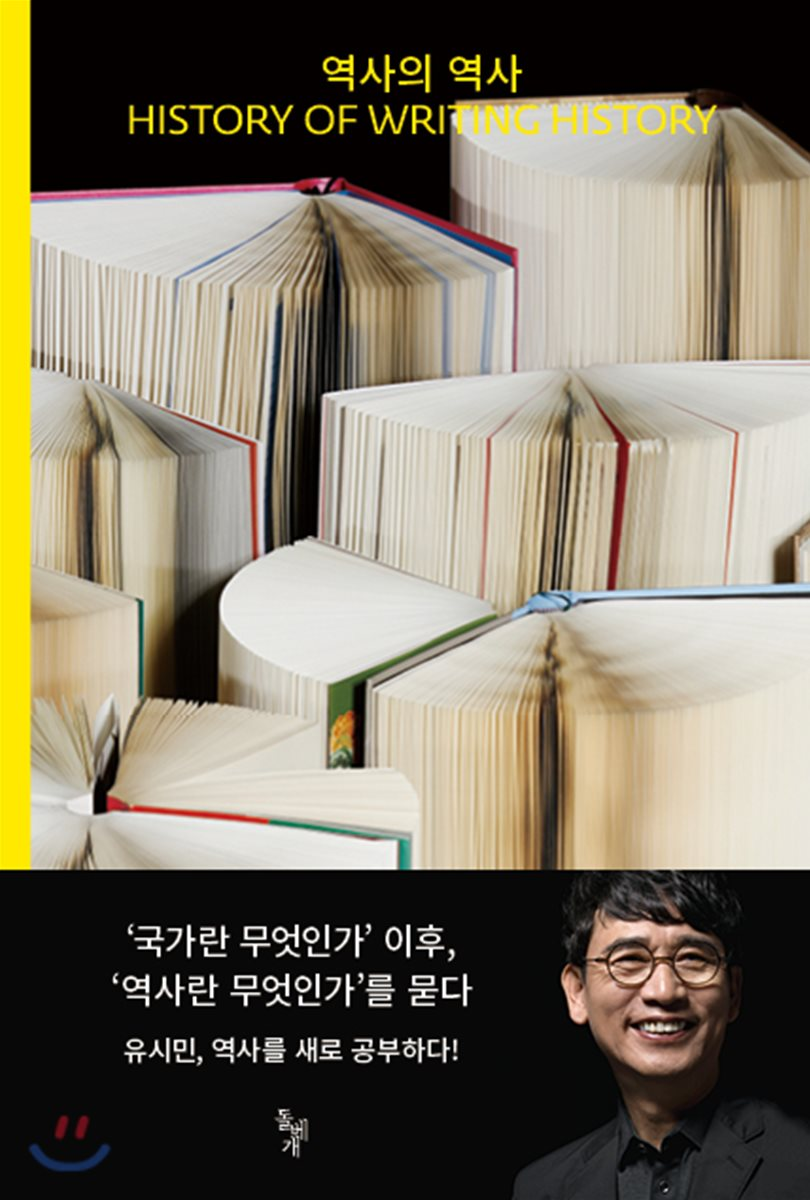 역사의 역사
HISTORY OF WRITING HISTORY
‘국가란 무엇인가’ 이후,
‘역사란 무엇인가’를 묻다
유시민, 역사를 새로 공부하다!
돌베개